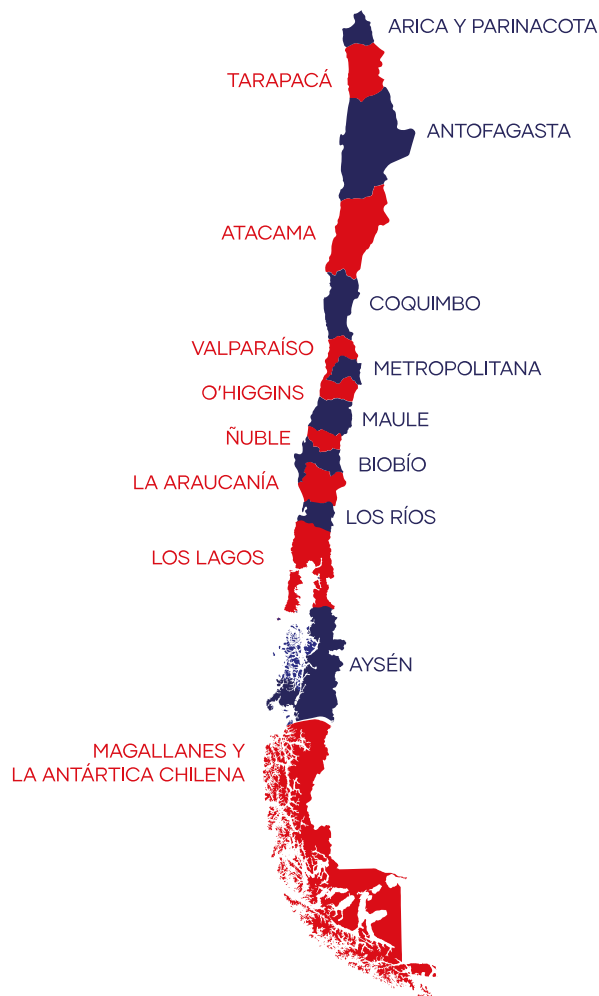 ARICA Y PARINACOTA
TARAPACÁ
ANTOFAGASTA
ATACAMA
COQUIMBO
VALPARAÍSO
METROPOLITANA
O'HIGGINS
MAULE
ÑUBLE
BIOBÍO
LA ARAUCANÍA
LOS RÍOS
LOS LAGOS
AYSÉN
MAGALLANES Y
LA ANTÁRTICA CHILENA